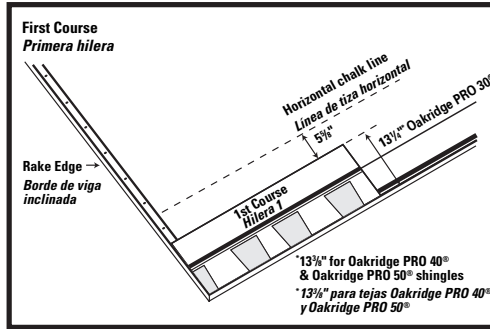 First Course
Primera hilera
Horizontal chalk line
Línea de tiza horizontal
5⅝"
13¼*" Oakridge PRO 30®
Rake Edge →
Borde de viga
inclinada
1st Course
Hilera 1
*13⅜" for Oakridge PRO 40®
& Oakridge PRO 50® shingles
*13⅜" para tejas Oakridge PRO 40®
y Oakridge PRO 50®